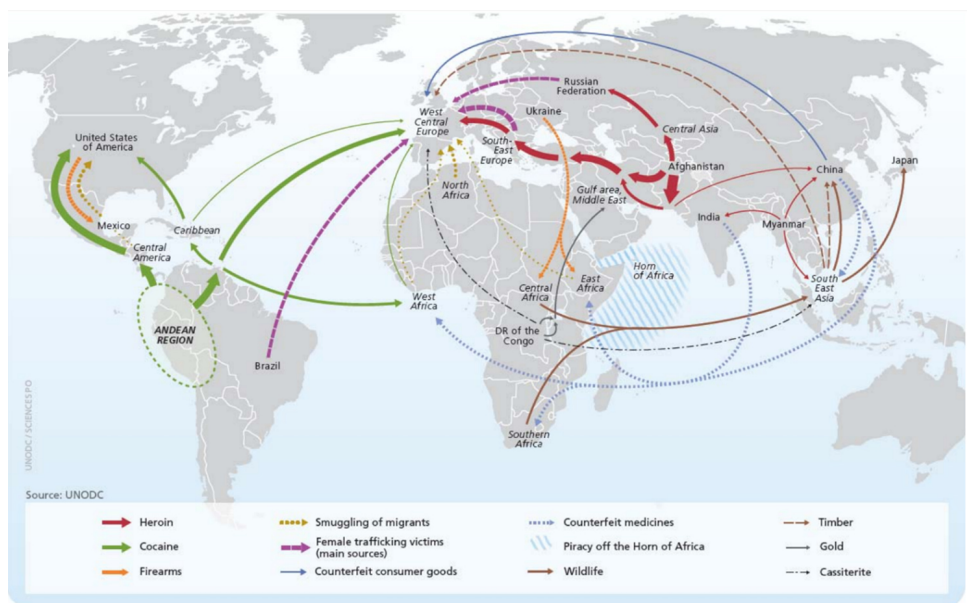 Russian
Federation
West
Central
Europe
Ukraine
United States
of America
South-
East
Europe
Central Asia
Afghanistan
China
Japan
North
Africa
Gulf area,
Middle East
India
Myanmar
Mexico
Caribbean
Central
America
Horn
of Africa
South
East
Asia
West
Africa
Central
Africa
East
Africa
ANDEAN
REGION
DR of the
Congo
Brazil
Southern
Africa
UNODC / SCIENCES PO
Source: UNODC
Heroin
Smuggling of migrants
Counterfeit medicines
Timber
Cocaine
Female trafficking victims
(main sources)
Piracy off the Horn of Africa
Gold
Firearms
Counterfeit consumer goods
Wildlife
Cassiterite